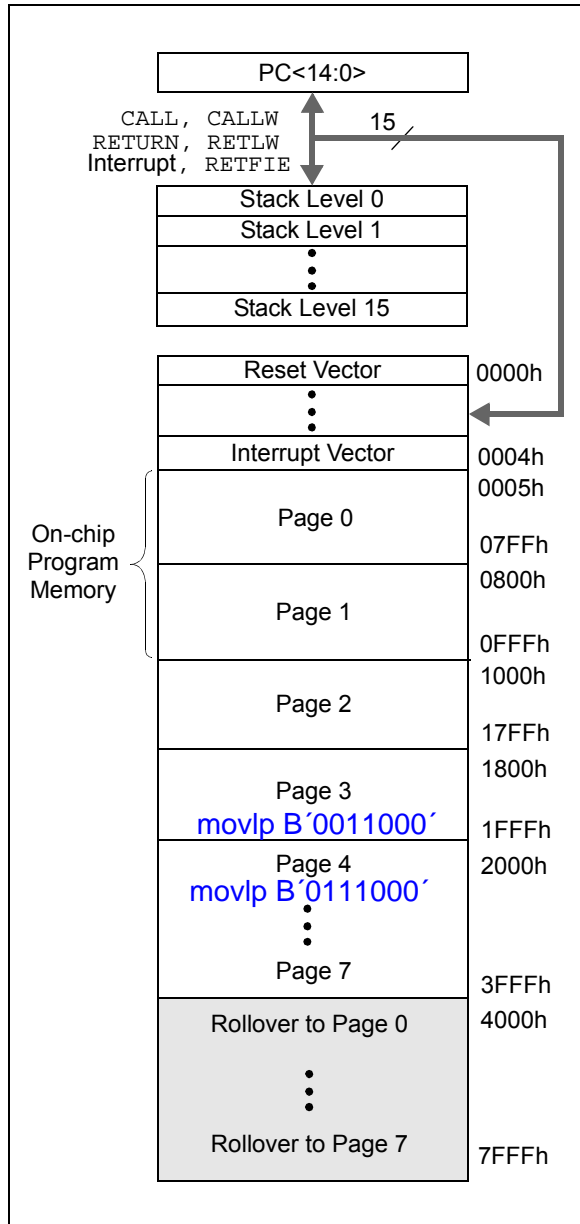 PC<14:0>
CALL, CALLW
RETURN, RETLW
Interrupt, RETFIE
15
Stack Level 0
Stack Level 1
Stack Level 15
Reset Vector
0000h
Interrupt Vector
0004h
On-chip
Program
Memory
0005h
Page 0
07FFh
0800h
Page 1
0FFFh
1000h
Page 2
17FFh
1800h
Page 3
movlp B´0011000´
1FFFh
Page 4
2000h
movlp B´0111000´
Page 7
3FFFh
Rollover to Page 0
4000h
Rollover to Page 7
7FFFh